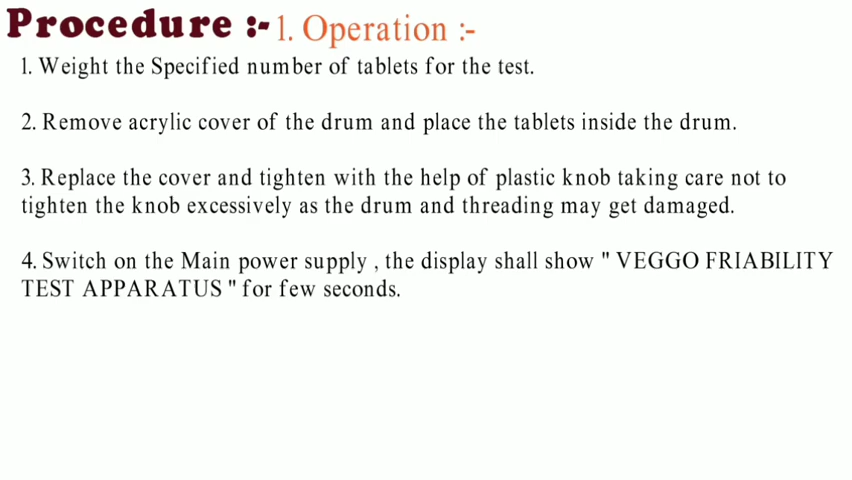 Procedure :- 1. Operation :-
1. Weight the Specified number of tablets for the test.
2. Remove acrylic cover of the drum and place the tablets inside the drum.
3. Replace the cover and tighten with the help of plastic knob taking care not to
tighten the knob excessively as the drum and threading may get damaged.
4. Switch on the Main power supply , the display shall show " VEGGO FRIABILITY
TEST APPARATUS " for few seconds.